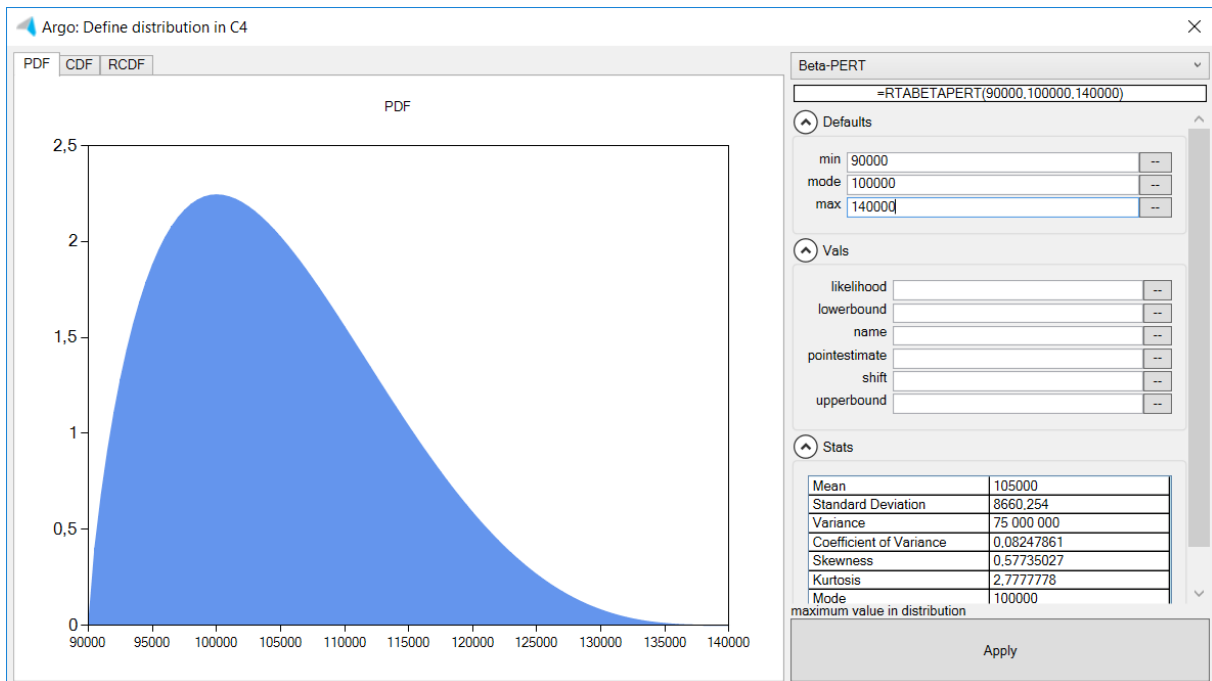 Argo: Define distribution in C4
PDF CDF RCDF
PDF
2,5
2
1,5
1
0,5
0
90000 95000 100000 105000 110000 115000 120000 125000 130000 135000 140000
Beta-PERT
=RTABETAPERT(90000,100000,140000)
Defaults
min 90000 --
mode 100000 --
max 140000 --
Vals
likelihood --
lowerbound --
name --
pointestimate --
shift --
upperbound --
Stats
Mean 105000
Standard Deviation 8660,254
Variance 75 000 000
Coefficient of Variance 0,08247861
Skewness 0,57735027
Kurtosis 2,7777778
Mode 100000
maximum value in distribution
Apply